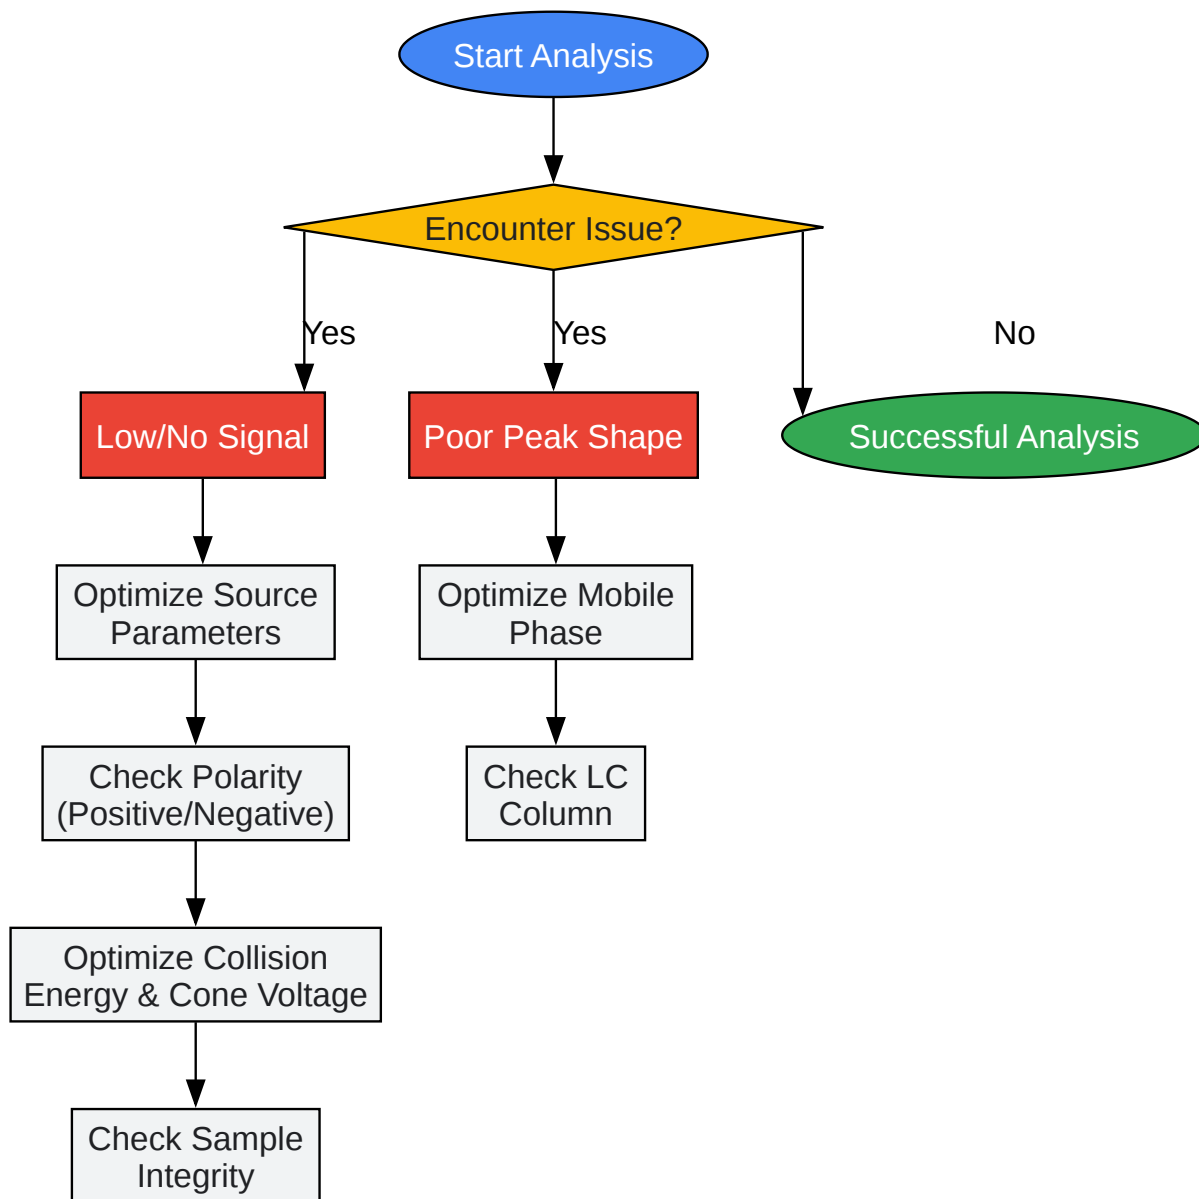 Start Analysis
Encounter Issue?
Yes
Yes
No
Low/No Signal
Poor Peak Shape
Successful Analysis
Optimize Source
Parameters
Optimize Mobile
Phase
Check Polarity
(Positive/Negative)
Check LC
Column
Optimize Collision
Energy & Cone Voltage
Check Sample
Integrity